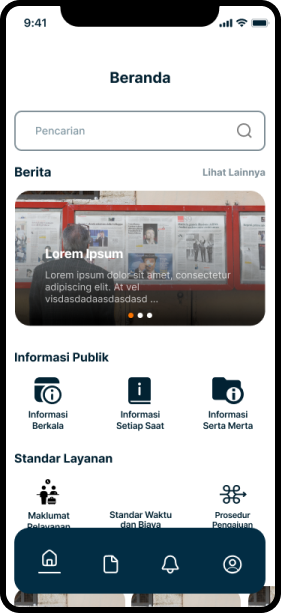 9:41
Beranda
Pencarian
Berita
Lihat Lainnya
Lorem Ipsum
Lorem ipsum dolor sit amet, consectetur
adipiscing elit. At vel
visdasdadaasdasdasd ...
Informasi Publik
Informasi
Berkala
Informasi
Setiap Saat
Informasi
Serta Merta
Standar Layanan
Maklumat
Pelayanan
Standar Waktu
dan Biaya
Prosedur
Pengajuan